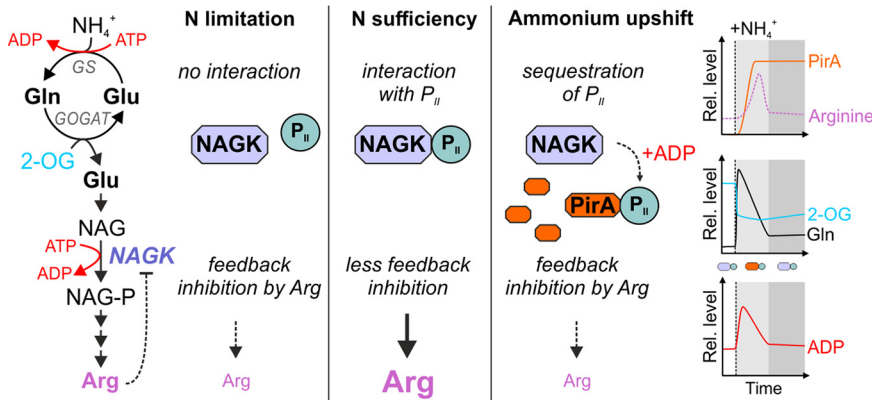 NH4+
ADP
ATP
GS
Gln
Glu
GOGAT
2-OG
Glu
NAG
ATP
NAGK
ADP
NAG-P
Arg
N limitation
no interaction
NAGK
PII
feedback
inhibition by Arg
Arg
N sufficiency
interaction
with PII
NAGK
PII
less feedback
inhibition
Arg
Ammonium upshift
sequestration
of PII
NAGK
+ADP
PirA
PII
feedback
inhibition by Arg
Arg
+NH4+
Rel. level
PirA
Arginine
Rel. level
2-OG
Gln
Rel. level
ADP
Time